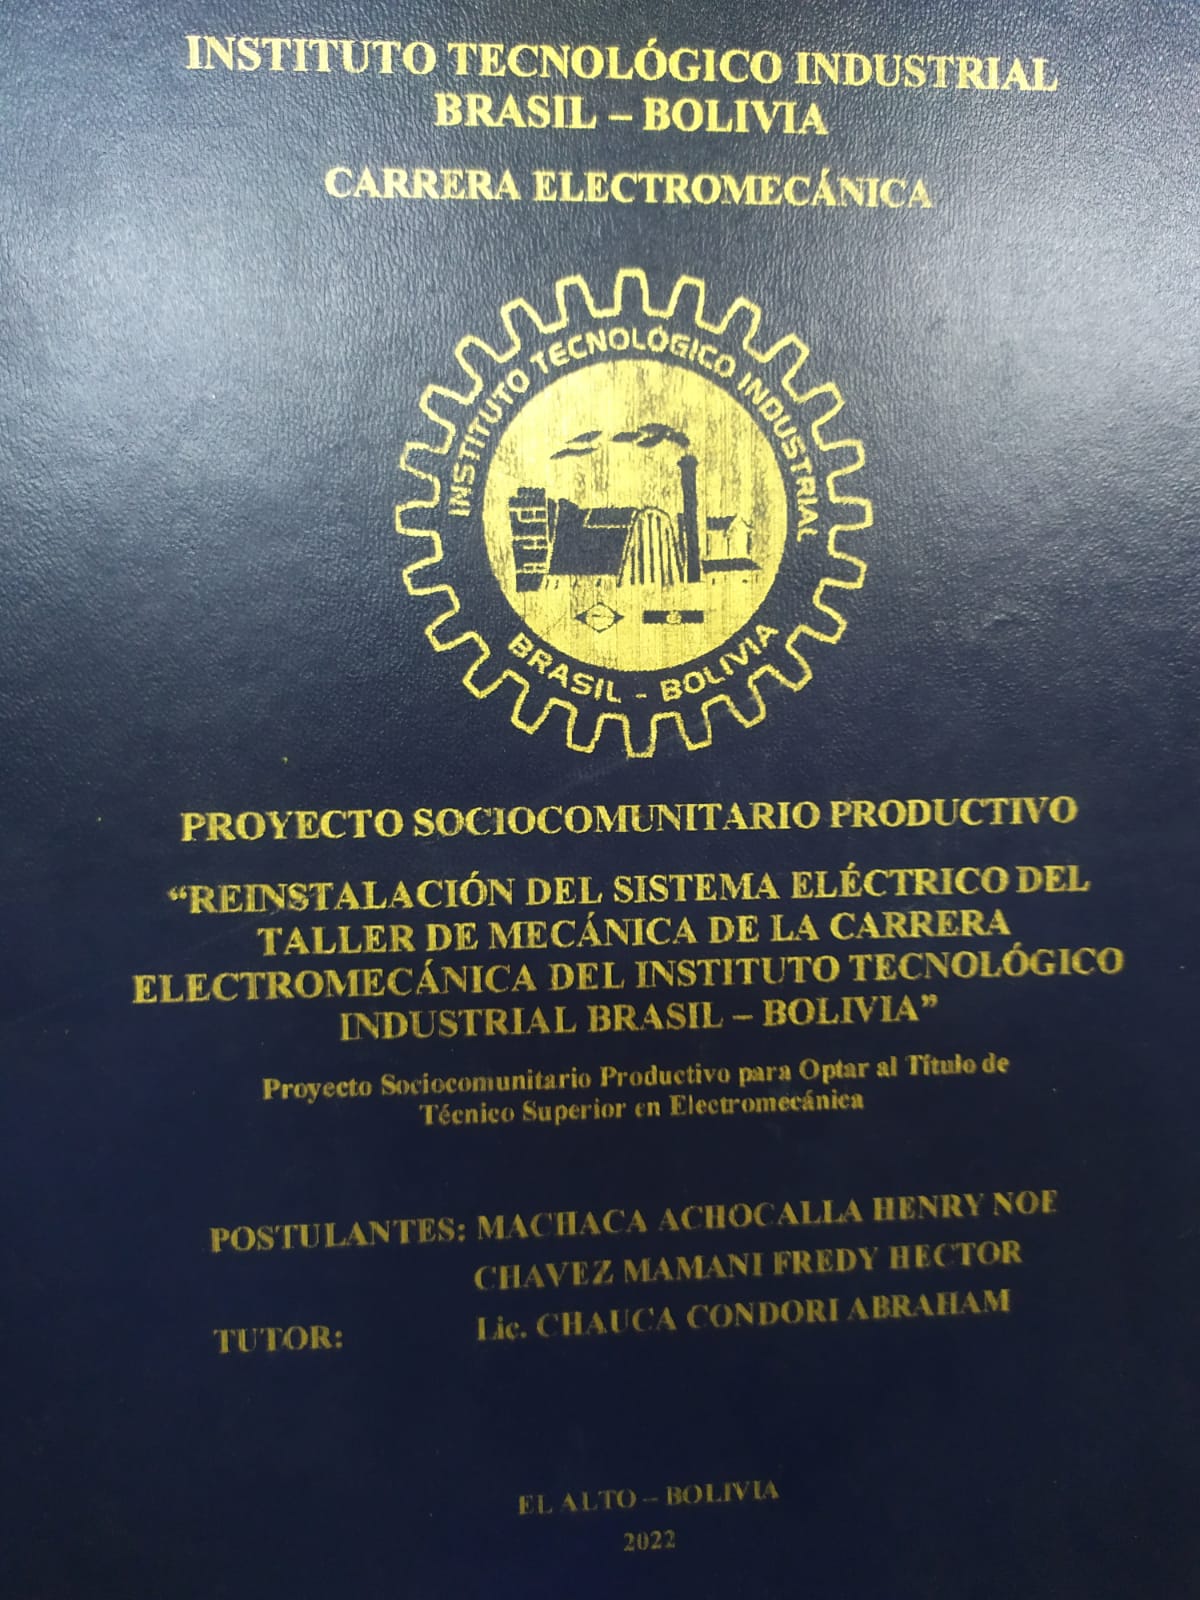 INSTITUTO TECNOLÓGICO INDUSTRIAL
BRASIL – BOLIVIA
CARRERA ELECTROMECÁNICA
INSTITUTO TECNOLÓGICO INDUSTRIAL
BRASIL - BOLIVIA
PROYECTO SOCIOCOMUNITARIO PRODUCTIVO
“REINSTALACIÓN DEL SISTEMA ELÉCTRICO DEL
TALLER DE MECÁNICA DE LA CARRERA
ELECTROMECÁNICA DEL INSTITUTO TECNOLÓGICO
INDUSTRIAL BRASIL – BOLIVIA”
Proyecto Sociocomunitario Productivo para Optar al Título de
Técnico Superior en Electromecánica
POSTULANTES: MACHACA ACHOCALLA HENRY NOE
CHAVEZ MAMANI FREDY HECTOR
TUTOR: Lic. CHAUCA CONDORI ABRAHAM
EL ALTO – BOLIVIA
2022